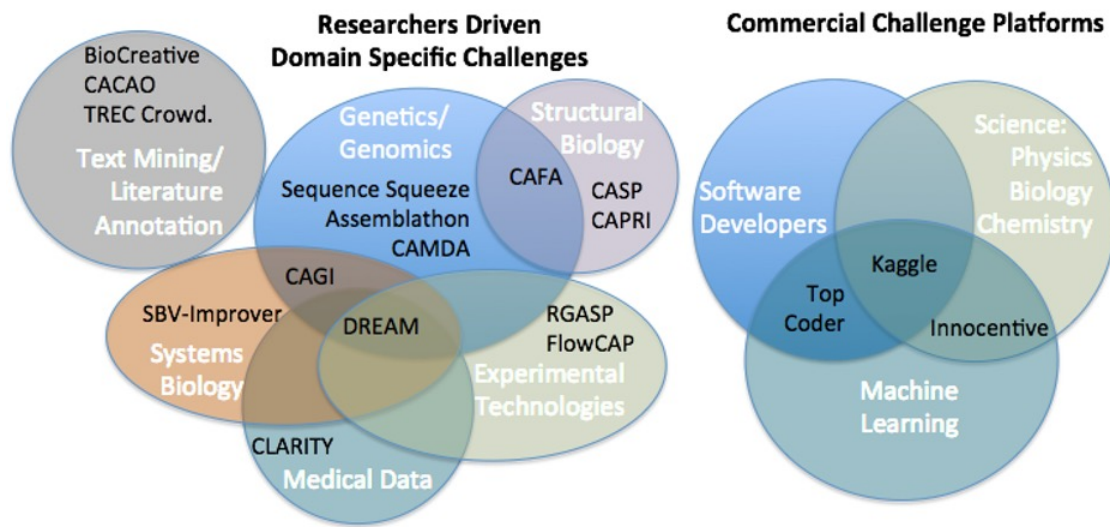 Researchers Driven
Domain Specific Challenges
BioCreative
CACAO
TREC Crowd.
Text Mining/
Literature
Annotation
Genetics/
Genomics
Sequence Squeeze
Assemblathon
CAMDA
Structural
Biology
CAFA
CASP
CAPRI
CAGI
SBV-Improver
Systems
Biology
DREAM
RGASP
FlowCAP
Experimental
Technologies
CLARITY
Medical Data
Commercial Challenge Platforms
Software
Developers
Science:
Physics
Biology
Chemistry
Kaggle
Top
Coder
Innocentive
Machine
Learning